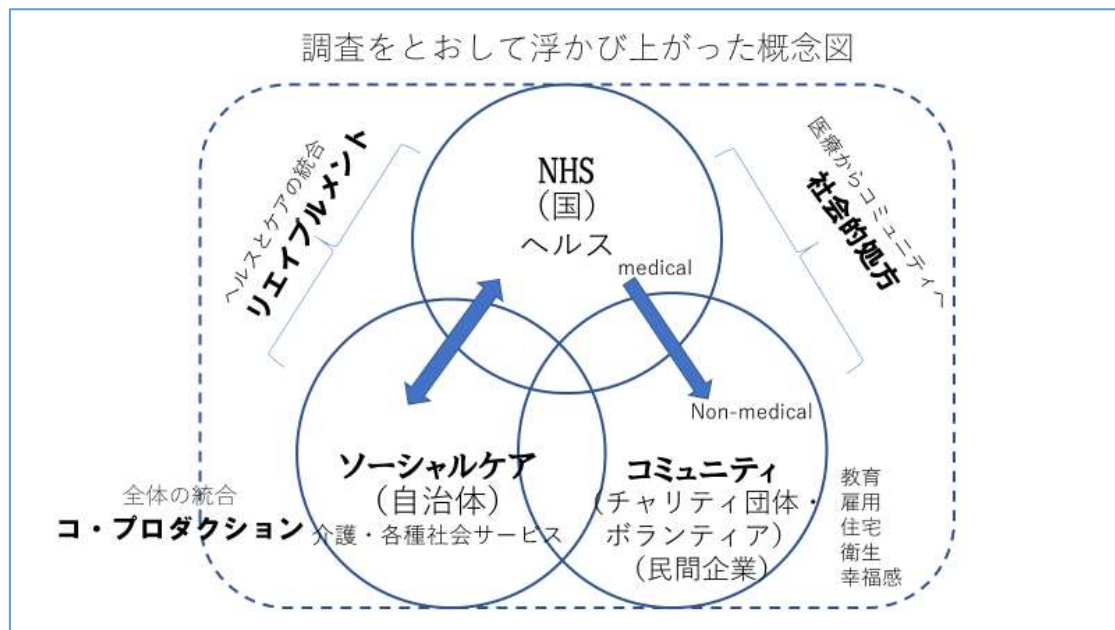 調査をとおして浮かび上がった概念図
ヘルスとケアの統合
リエイブルメント
医療からコミュニティへ
社会的処方
NHS
（国）
ヘルス
medical
Non-medical
ソーシャルケア
（自治体）
介護・各種社会サービス
コミュニティ
（チャリティ団体・
ボランティア）
（民間企業）
教育
雇用
住宅
衛生
幸福感
全体の統合
コ・プロダクション